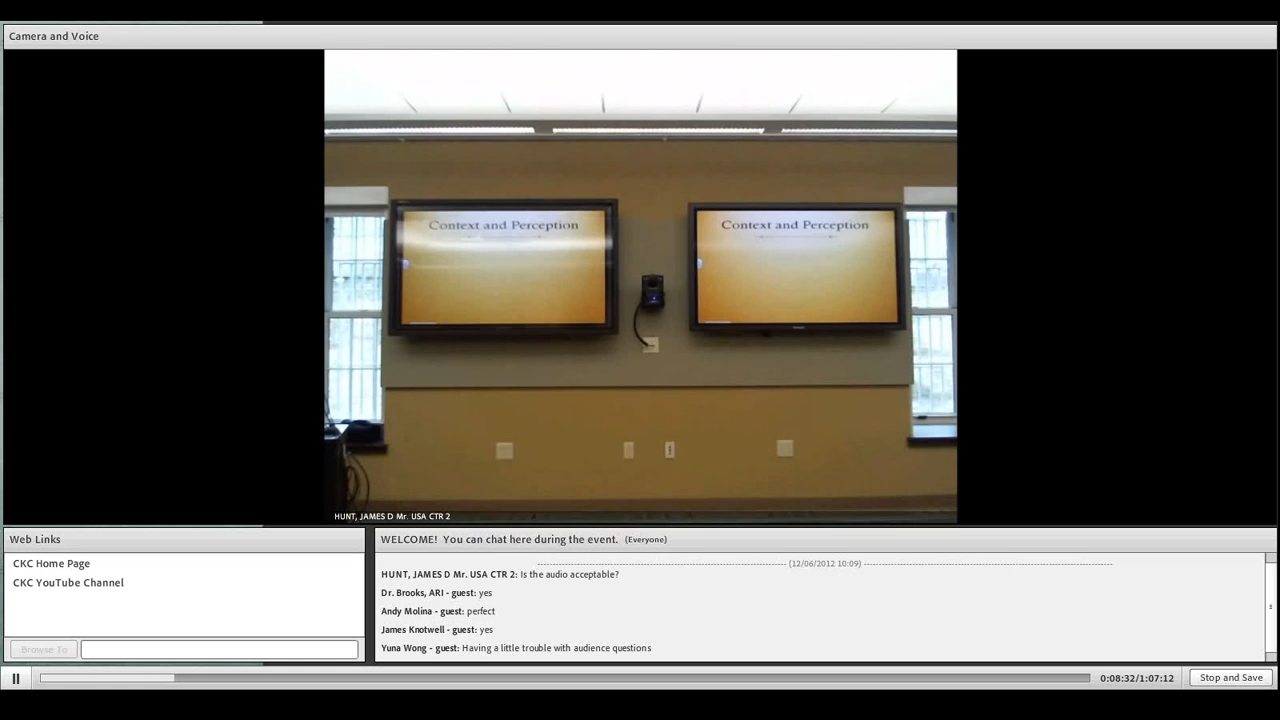 Camera and Voice
Context and Perception
Context and Perception
HUNT, JAMES D Mr. USA CTR 2
Web Links
CKC Home Page
CKC YouTube Channel
Browse To
WELCOME!  You can chat here during the event.  (Everyone)
(12/06/2012 10:09)
HUNT, JAMES D Mr. USA CTR 2: Is the audio acceptable?
Dr. Brooks, ARI - guest: yes
Andy Molina - guest: perfect
James Knotwell - guest: yes
Yuna Wong - guest: Having a little trouble with audience questions
0:08:32/1:07:12
Stop and Save